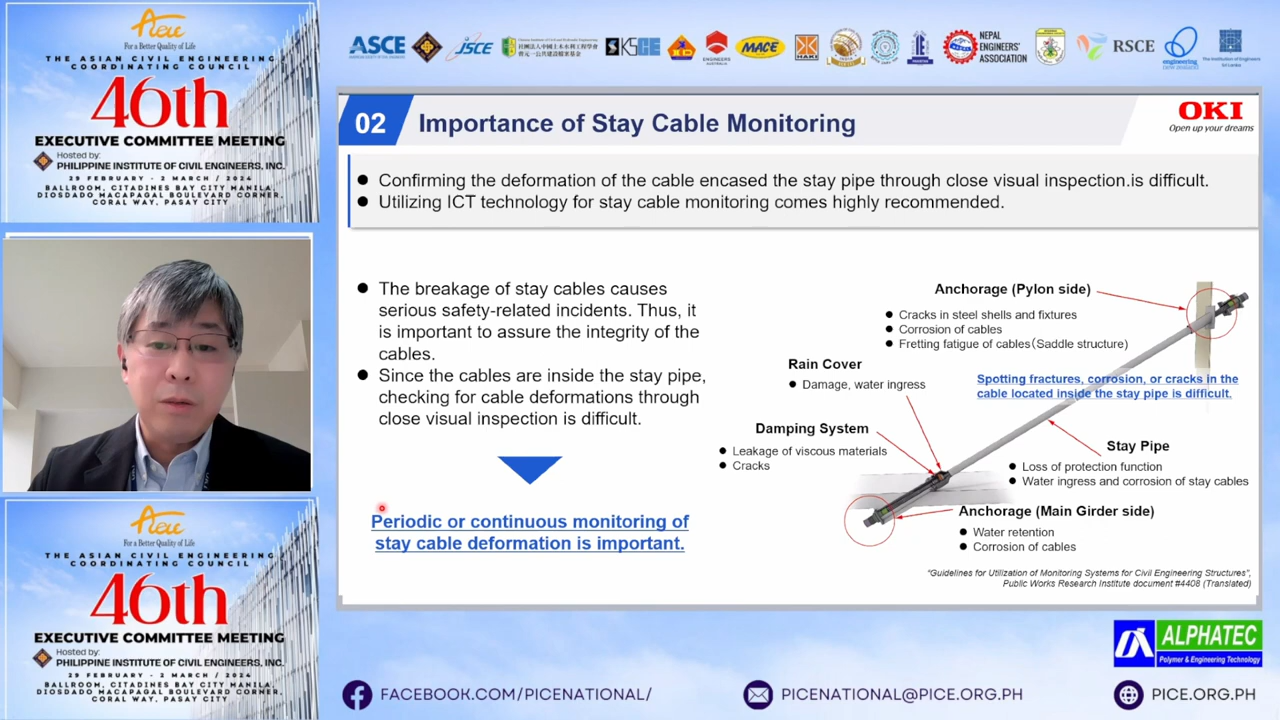 Acecc
For a Better Quality of Life
THE ASIAN CIVIL ENGINEERING
COORDINATING COUNCIL
46th
EXECUTIVE COMMITTEE MEETING
Hosted by:
PHILIPPINE INSTITUTE OF CIVIL ENGINEERS, INC.
29 FEBRUARY - 2 MARCH / 2024
BALLROOM, CITADINES BAY CITY MANILA,
DIOSDADO MACAPAGAL BOULEVARD CORNER,
CORAL WAY, PASAY CITY
ASCE
JSCE
KSCE
ENGINEERS
AUSTRALIA
MACE
HAKI
NEPAL
ENGINEERS'
ASSOCIATION
RSCE
engineering
new zealand
The Institution of Engineers
Sri Lanka
02
Importance of Stay Cable Monitoring
OKI
Open up your dreams
● Confirming the deformation of the cable encased the stay pipe through close visual inspection.is difficult.
● Utilizing ICT technology for stay cable monitoring comes highly recommended.
● The breakage of stay cables causes
serious safety-related incidents. Thus, it
is important to assure the integrity of the
cables.
● Since the cables are inside the stay pipe,
checking for cable deformations through
close visual inspection is difficult.
Periodic or continuous monitoring of
stay cable deformation is important.
Anchorage (Pylon side)
● Cracks in steel shells and fixtures
● Corrosion of cables
● Fretting fatigue of cables(Saddle structure)
Rain Cover
● Damage, water ingress
Spotting fractures, corrosion, or cracks in the
cable located inside the stay pipe is difficult.
Damping System
● Leakage of viscous materials
● Cracks
Stay Pipe
● Loss of protection function
● Water ingress and corrosion of stay cables
Anchorage (Main Girder side)
● Water retention
● Corrosion of cables
"Guidelines for Utilization of Monitoring Systems for Civil Engineering Structures",
Public Works Research Institute document #4408 (Translated)
Acecc
For a Better Quality of Life
THE ASIAN CIVIL ENGINEERING
COORDINATING COUNCIL
46th
EXECUTIVE COMMITTEE MEETING
Hosted by:
PHILIPPINE INSTITUTE OF CIVIL ENGINEERS, INC.
29 FEBRUARY - 2 MARCH / 2024
BALLROOM, CITADINES BAY CITY MANILA,
DIOSDADO MACAPAGAL BOULEVARD CORNER,
CORAL WAY, PASAY CITY
ALPHATEC
Polymer & Engineering Technology
FACEBOOK.COM/PICENATIONAL/
PICENATIONAL@PICE.ORG.PH
PICE.ORG.PH